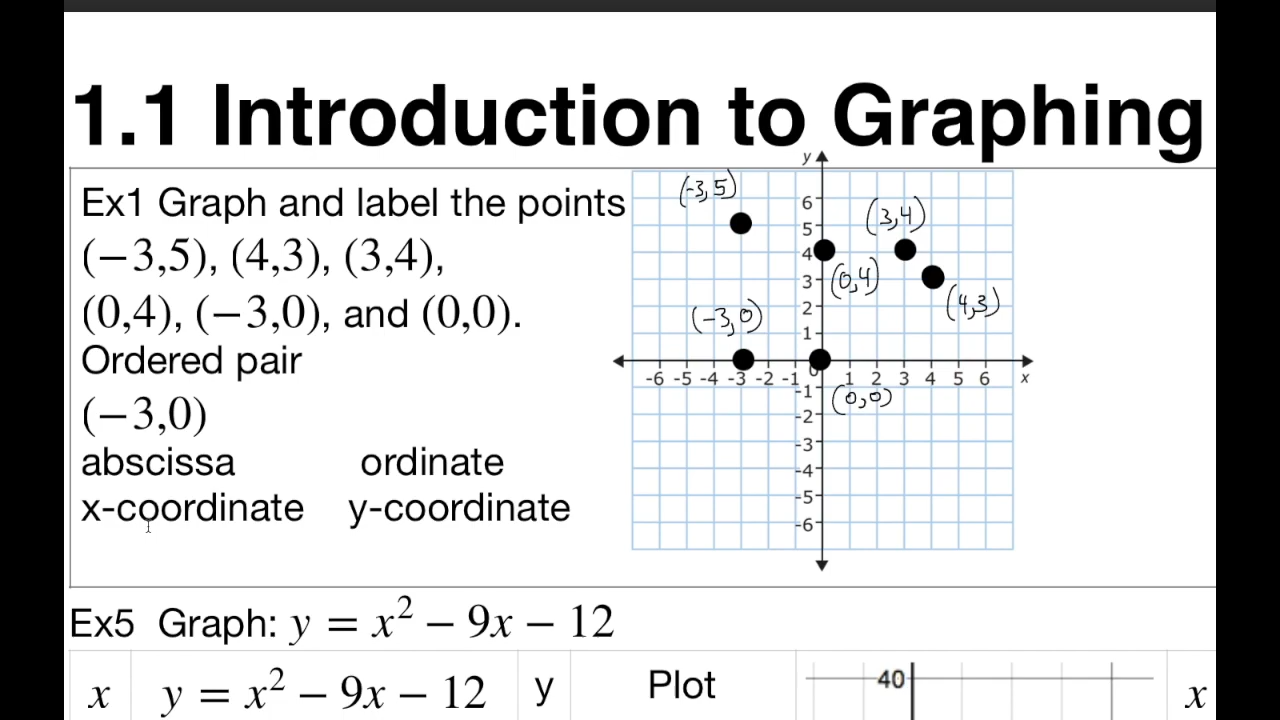 1.1 Introduction to Graphing
Ex1 Graph and label the points
(−3,5), (4,3), (3,4),
(0,4), (−3,0), and (0,0).
Ordered pair
(−3,0)
abscissa ordinate
x-coordinate y-coordinate
y
(-3,5)
6
(3,4)
5
4
(0,4)
3
(4,3)
2
(-3,0)
1
-6 -5 -4 -3 -2 -1 0 1 2 3 4 5 6 x
-1
(0,0)
-2
-3
-4
-5
-6
Ex5 Graph: y = x² − 9x − 12
x y = x² − 9x − 12 y Plot 40 x